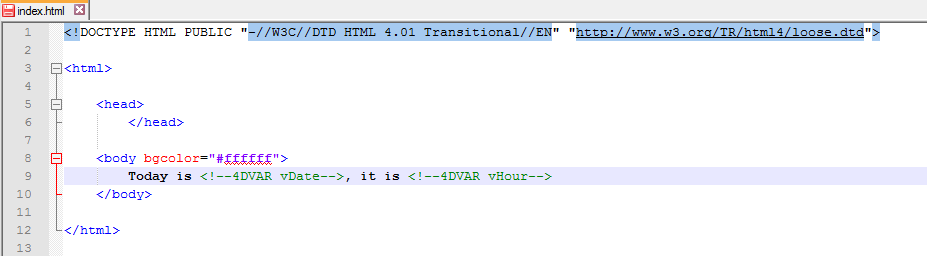 index.html
1 <!DOCTYPE HTML PUBLIC "-//W3C//DTD HTML 4.01 Transitional//EN" "http://www.w3.org/TR/html4/loose.dtd">
2
3 <html>
4
5 <head>
6 </head>
7
8 <body bgcolor="#ffffff">
9 Today is <!--4DVAR vDate-->, it is <!--4DVAR vHour-->
10 </body>
11
12 </html>
13